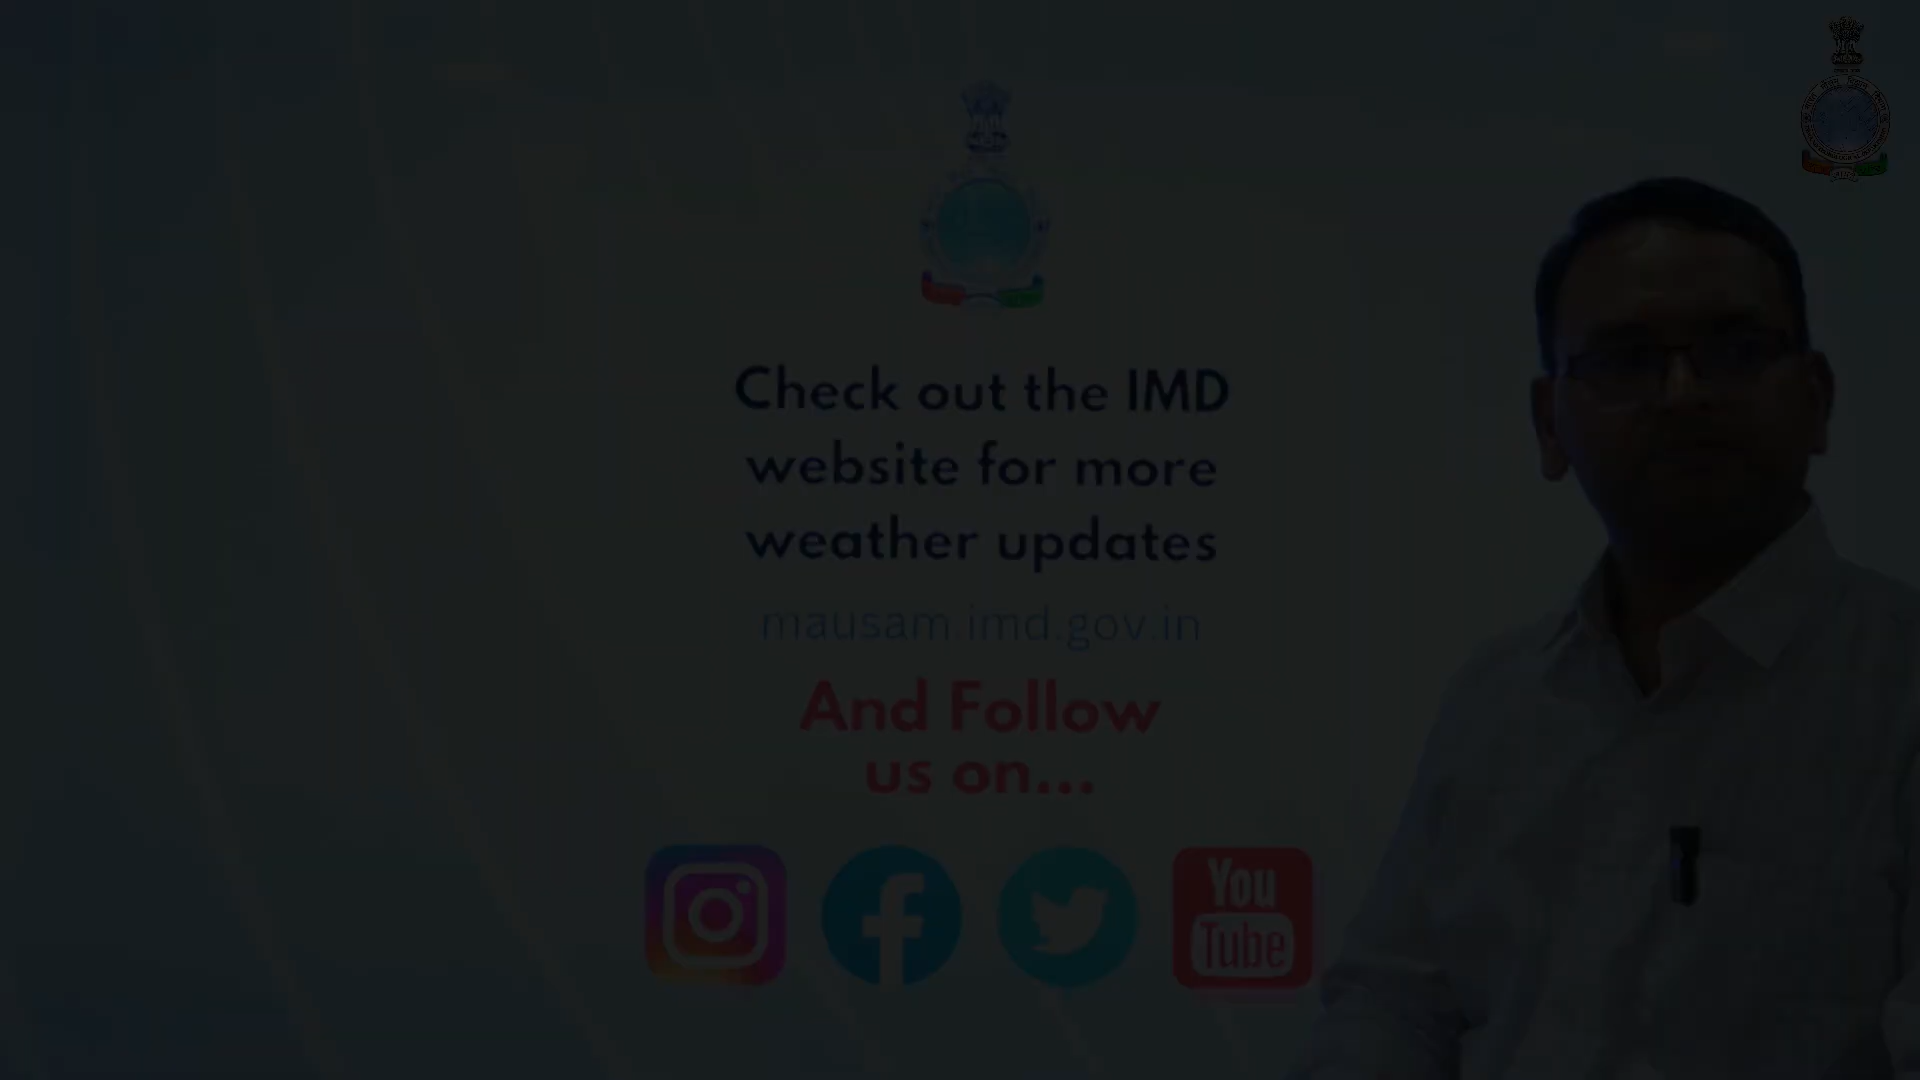 Check out the IMD
website for more
weather updates
mausam.imd.gov.in
And Follow
us on...
You
Tube